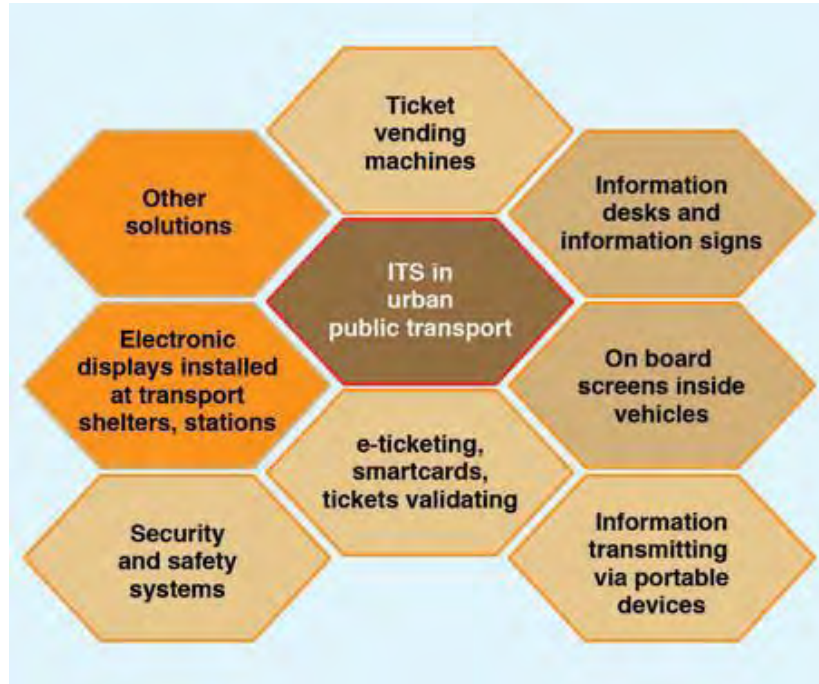 Ticket
vending
machines
Other
solutions
Information
desks and
information signs
ITS in
urban
public transport
Electronic
displays installed
at transport
shelters, stations
On board
screens inside
vehicles
e-ticketing,
smartcards,
tickets validating
Security
and safety
systems
Information
transmitting
via portable
devices